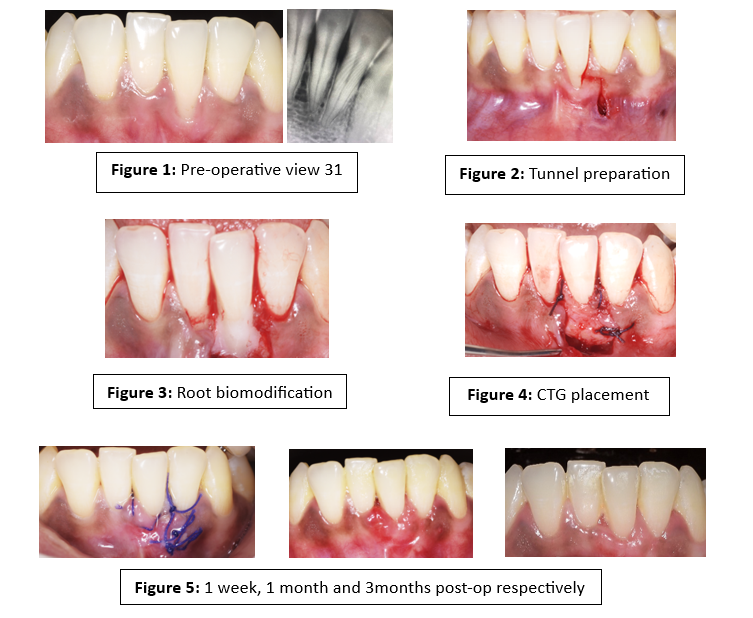 Figure 1: Pre-operative view 31
Figure 2: Tunnel preparation
Figure 3: Root biomodification
Figure 4: CTG placement
Figure 5: 1 week, 1 month and 3months post-op respectively